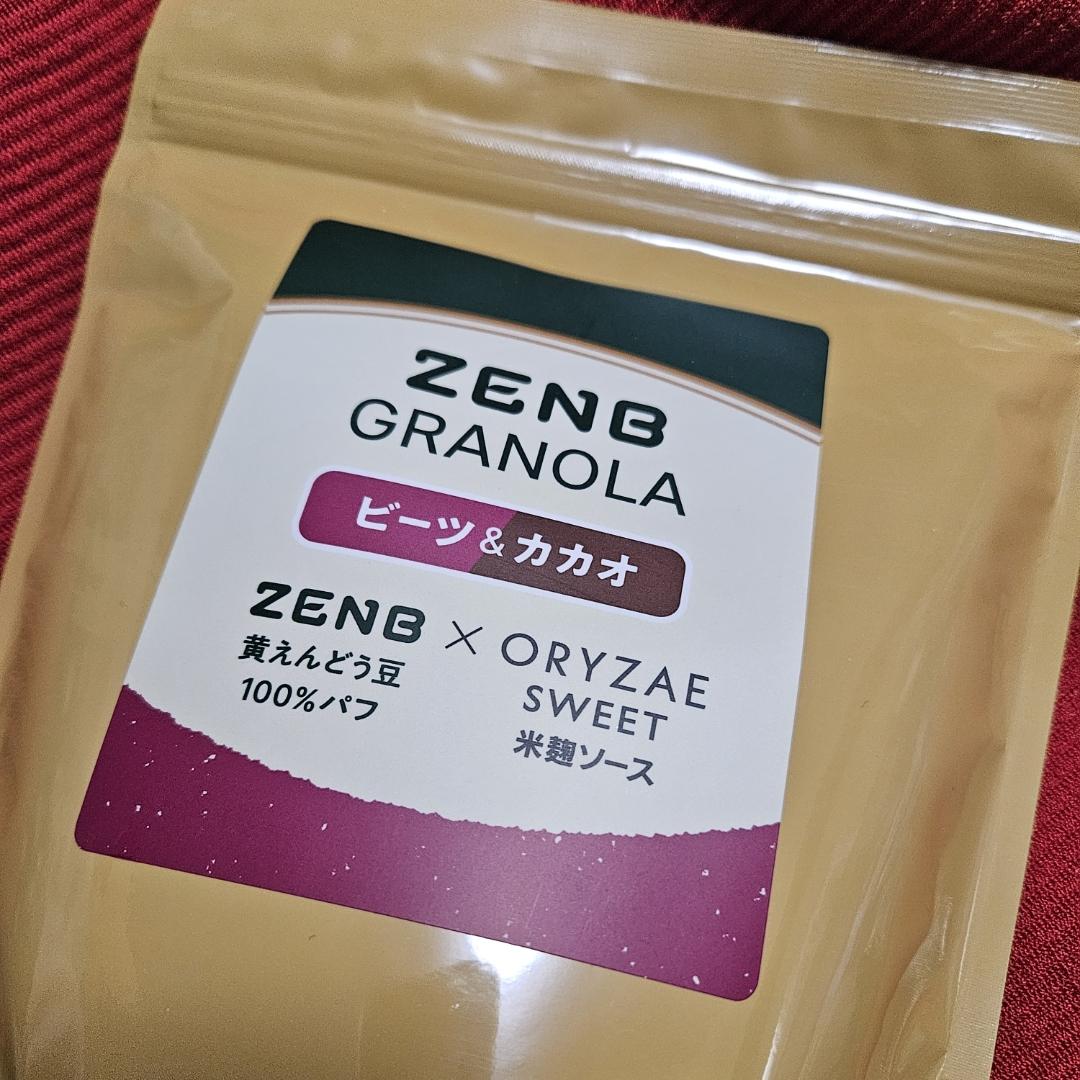 ZENB
GRANOLA
ビーツ&カカオ
ZENB × ORYZAE
SWEET
黄えんどう豆
100%パフ
米麹ソース